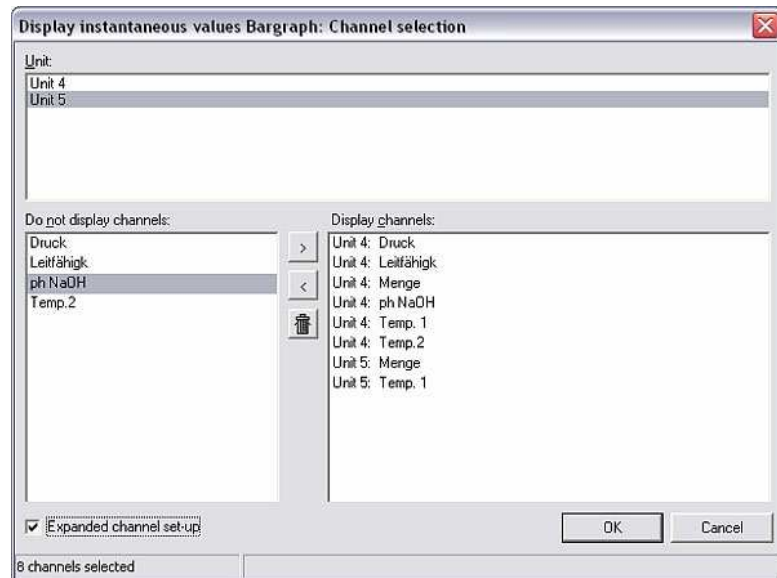 Display instantaneous values Bargraph: Channel selection
Unit:
Unit 4
Unit 5
Do not display channels:
Druck
Leitfähigk
ph NaOH
Temp.2
>
<
Display channels:
Unit 4: Druck
Unit 4: Leitfähigk
Unit 4: Menge
Unit 4: ph NaOH
Unit 4: Temp. 1
Unit 4: Temp.2
Unit 5: Menge
Unit 5: Temp. 1
Expanded channel set-up
OK
Cancel
8 channels selected